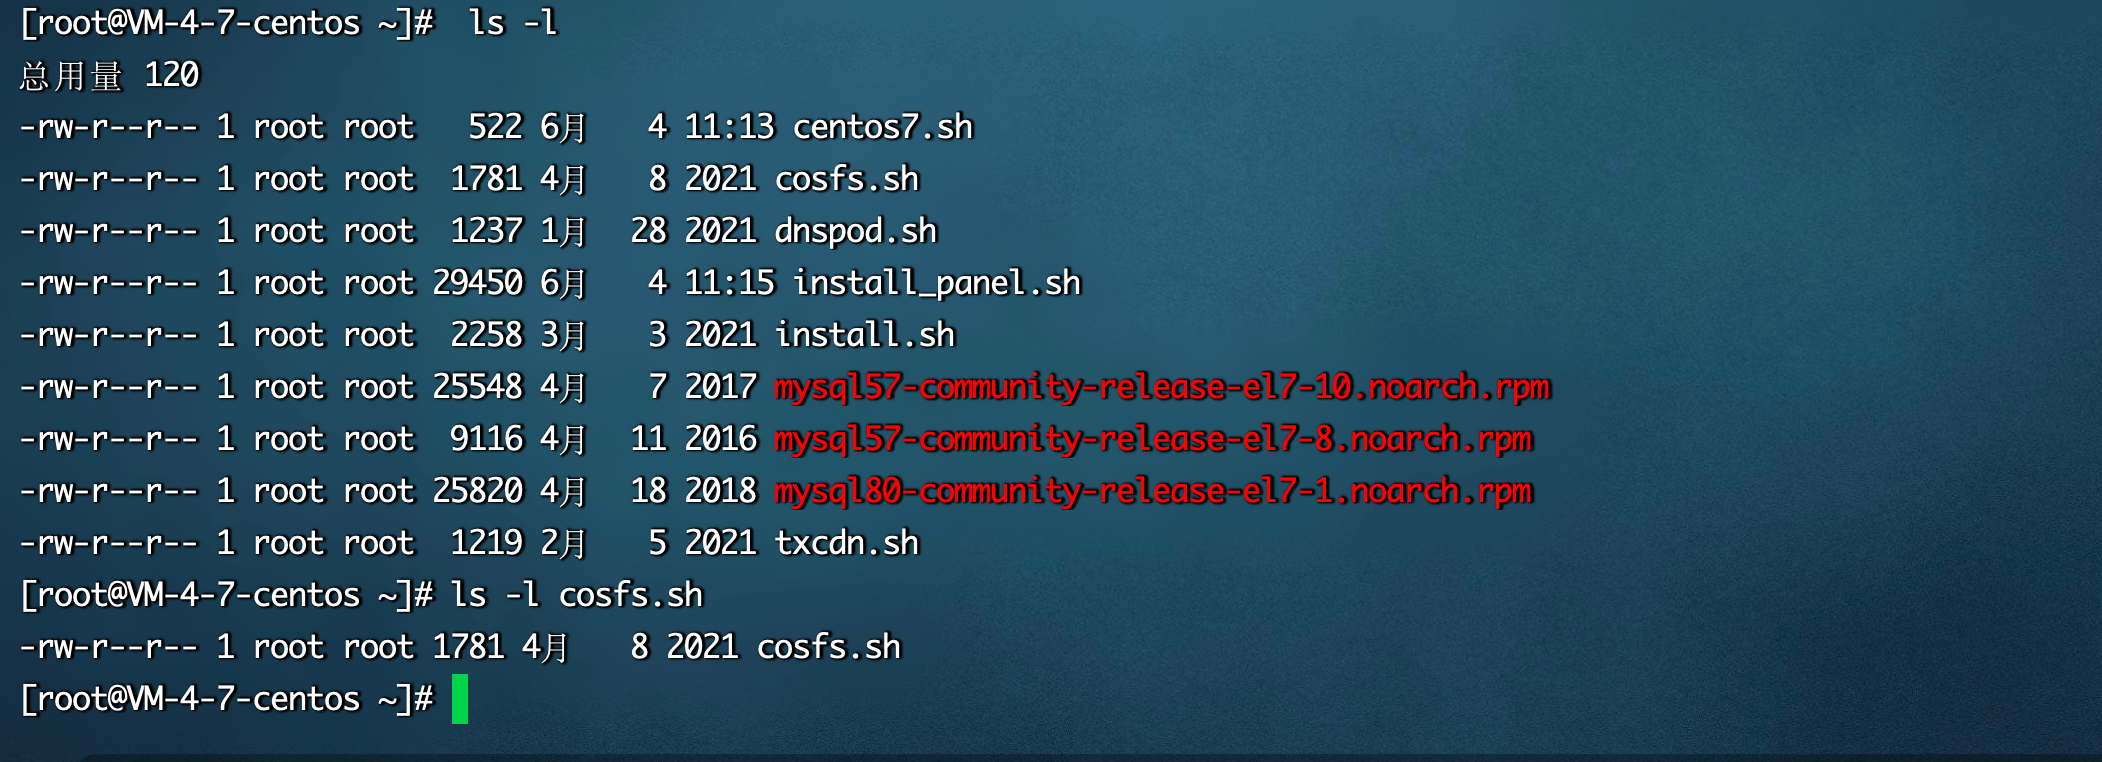 [root@VM-4-7-centos ~]#  ls -l
总用量 120
-rw-r--r-- 1 root root   522 6月   4 11:13 centos7.sh
-rw-r--r-- 1 root root  1781 4月   8 2021 cosfs.sh
-rw-r--r-- 1 root root  1237 1月  28 2021 dnspod.sh
-rw-r--r-- 1 root root 29450 6月   4 11:15 install_panel.sh
-rw-r--r-- 1 root root  2258 3月   3 2021 install.sh
-rw-r--r-- 1 root root 25548 4月   7 2017 mysql57-community-release-el7-10.noarch.rpm
-rw-r--r-- 1 root root  9116 4月  11 2016 mysql57-community-release-el7-8.noarch.rpm
-rw-r--r-- 1 root root 25820 4月  18 2018 mysql80-community-release-el7-1.noarch.rpm
-rw-r--r-- 1 root root  1219 2月   5 2021 txcdn.sh
[root@VM-4-7-centos ~]# ls -l cosfs.sh
-rw-r--r-- 1 root root 1781 4月   8 2021 cosfs.sh
[root@VM-4-7-centos ~]#